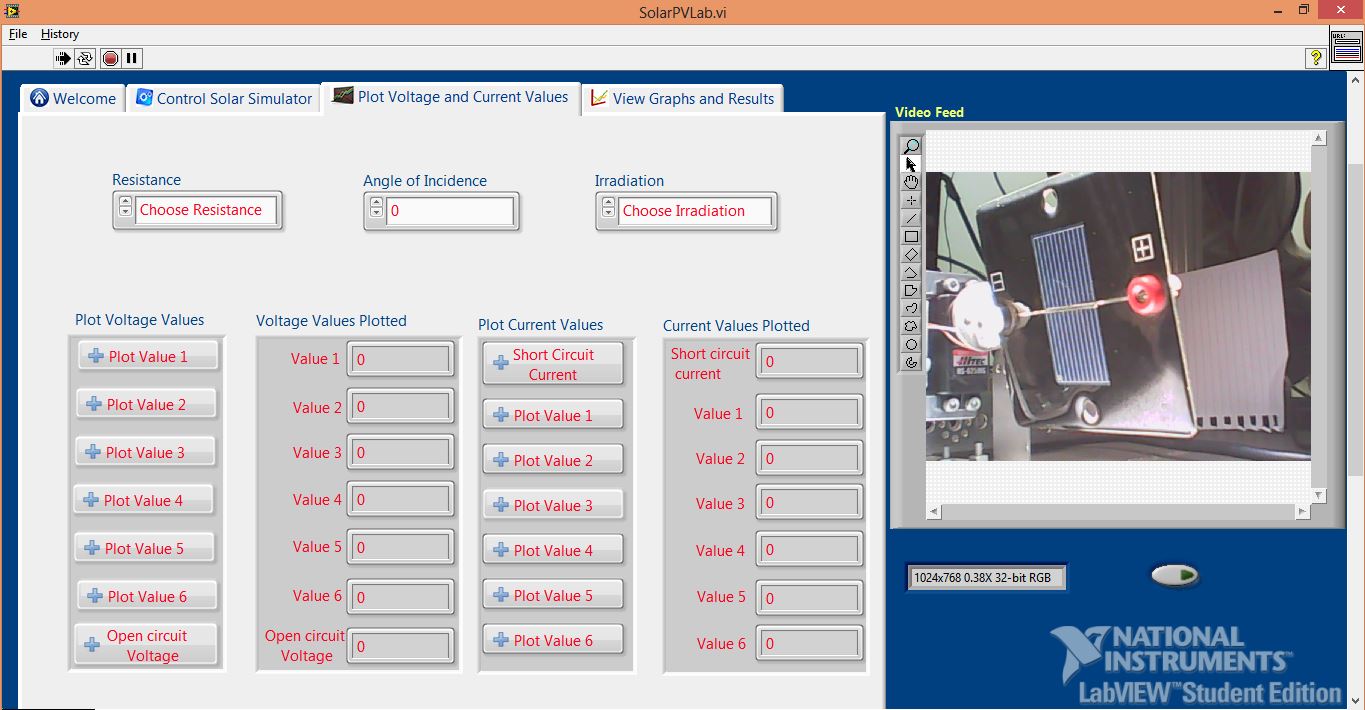 SolarPVLab.vi
File History
Welcome
Control Solar Simulator
Plot Voltage and Current Values
View Graphs and Results
Video Feed
Resistance
Choose Resistance
Angle of Incidence
0
Irradiation
Choose Irradiation
Plot Voltage Values
Plot Value 1
Plot Value 2
Plot Value 3
Plot Value 4
Plot Value 5
Plot Value 6
Open circuit
Voltage
Voltage Values Plotted
Value 1 0
Value 2 0
Value 3 0
Value 4 0
Value 5 0
Value 6 0
Open circuit
Voltage 0
Plot Current Values
Short Circuit
Current
Plot Value 1
Plot Value 2
Plot Value 3
Plot Value 4
Plot Value 5
Plot Value 6
Current Values Plotted
Short circuit
current 0
Value 1 0
Value 2 0
Value 3 0
Value 4 0
Value 5 0
Value 6 0
1024x768 0.38X 32-bit RGB
NATIONAL
INSTRUMENTS™
LabVIEW™ Student Edition